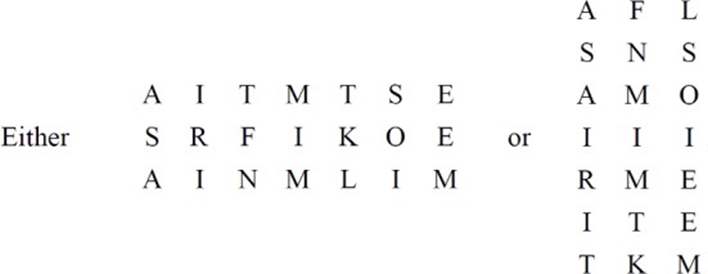 Either
A I T M T S E
S R F I K O E
A I N M L I M
or
A F L
S N S
A M O
I I I
R M E
I T E
T K M